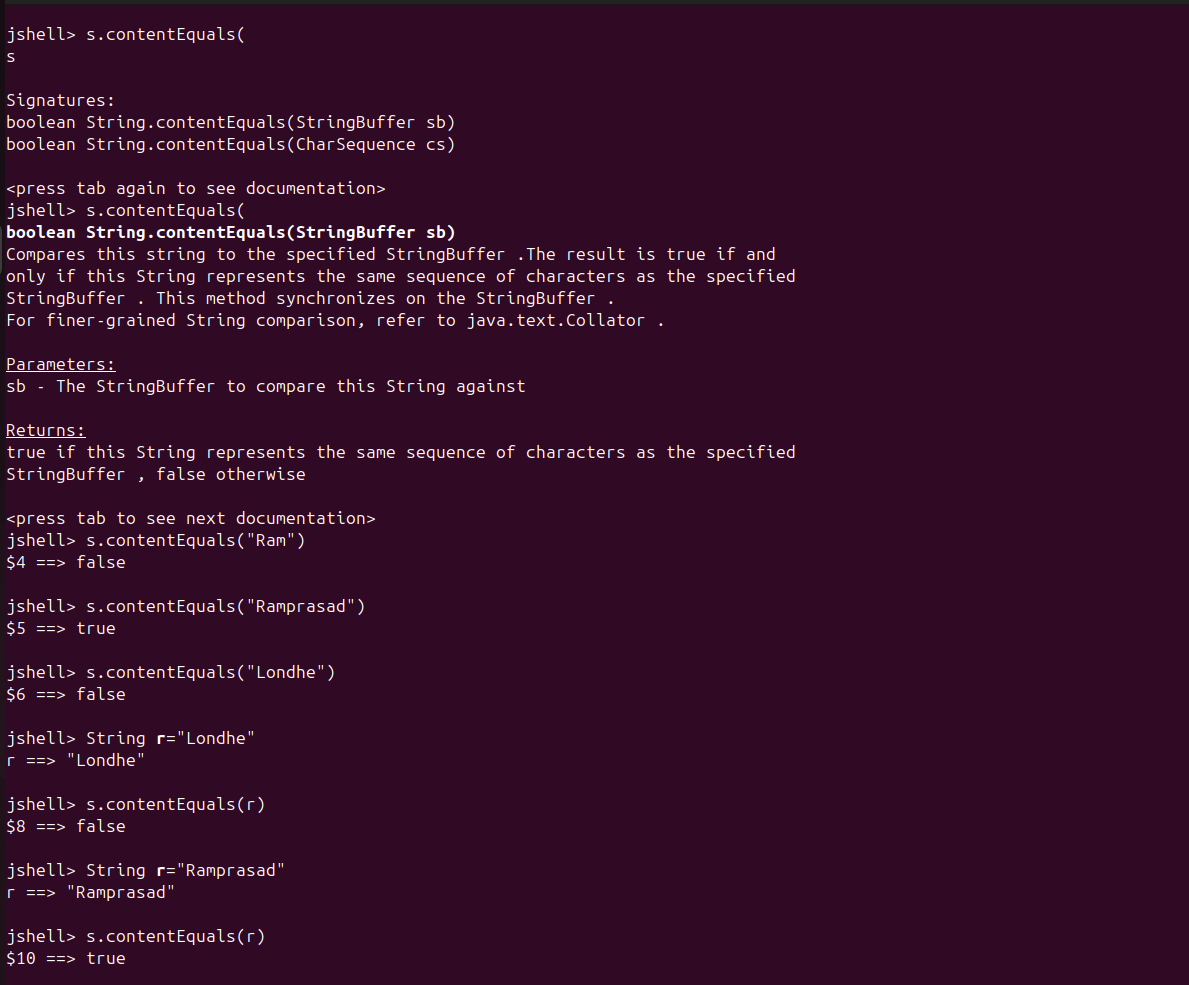 jshell> s.contentEquals(
s
Signatures:
boolean String.contentEquals(StringBuffer sb)
boolean String.contentEquals(CharSequence cs)
<press tab again to see documentation>
jshell> s.contentEquals(
boolean String.contentEquals(StringBuffer sb)
Compares this string to the specified StringBuffer .The result is true if and
only if this String represents the same sequence of characters as the specified
StringBuffer . This method synchronizes on the StringBuffer .
For finer-grained String comparison, refer to java.text.Collator .
Parameters:
sb - The StringBuffer to compare this String against
Returns:
true if this String represents the same sequence of characters as the specified
StringBuffer , false otherwise
<press tab to see next documentation>
jshell> s.contentEquals("Ram")
$4 ==> false
jshell> s.contentEquals("Ramprasad")
$5 ==> true
jshell> s.contentEquals("Londhe")
$6 ==> false
jshell> String r="Londhe"
r ==> "Londhe"
jshell> s.contentEquals(r)
$8 ==> false
jshell> String r="Ramprasad"
r ==> "Ramprasad"
jshell> s.contentEquals(r)
$10 ==> true